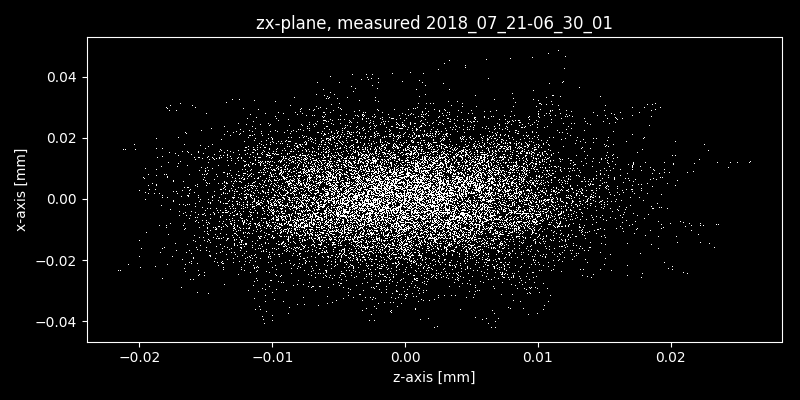 zx-plane, measured 2018_07_21-06_30_01
0.04
0.02
0.00
−0.02
−0.04
x-axis [mm]
−0.02 −0.01 0.00 0.01 0.02
z-axis [mm]